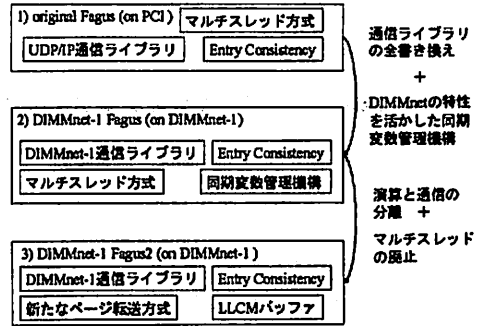 1) original Fagus (on PCI)
マルチスレッド方式
UDP/IP通信ライブラリ
Entry Consistency
2) DIMMnet-1 Fagus (on DIMMnet-1)
DIMMnet-1通信ライブラリ
Entry Consistency
マルチスレッド方式
同期変数管理機構
3) DIMMnet-1 Fagus2 (on DIMMnet-1)
DIMMnet-1通信ライブラリ
Entry Consistency
新たなページ転送方式
LLCMバッファ
通信ライブラリ
の全書き換え
+
DIMMnetの特性
を活かした同期
変数管理機構
演算と通信の
分離 +
マルチスレッド
の廃止